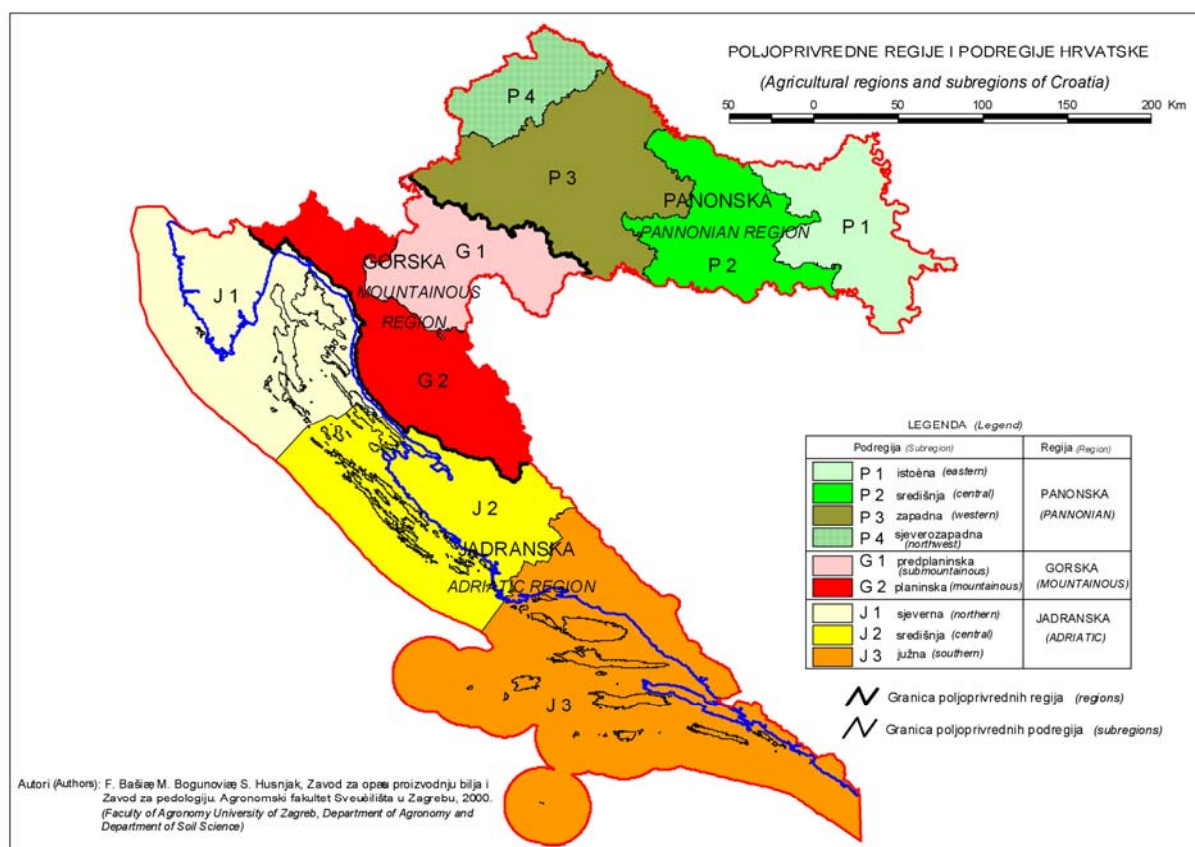 POLJOPRIVREDNE REGIJE I PODREGIJE HRVATSKE
(Agricultural regions and subregions of Croatia)
50 0 50 100 150 200 Km
P 4
P 3
PANONSKA
PANNONIAN REGION
P 1
P 2
G 1
GORSKA
MOUNTAINOUS
REGION
J 1
G 2
J 2
JADRANSKA
ADRIATIC REGION
J 3
LEGENDA (Legend)
Podregija (Subregion) Regija (Region)
P 1 istoèna (eastern)
P 2 središnja (central)
P 3 zapadna (western)
P 4 sjeverozapadna
(northwest)
PANONSKA
(PANNONIAN)
G 1 predplaninska
(submountainous)
G 2 planinska (mountainous)
GORSKA
(MOUNTAINOUS)
J 1 sjeverna (northern)
J 2 središnja (central)
J 3 južna (southern)
JADRANSKA
(ADRIATIC)
Granica poljoprivrednih regija (regions)
Granica poljoprivrednih podregija (subregions)
Autori (Authors): F. Bašiæ M. Bogunoviæ S. Husnjak, Zavod za opæu proizvodnju bilja i
Zavod za pedologiju. Agronomski fakultet Sveuèilišta u Zagrebu, 2000.
(Faculty of Agronomy University of Zagreb, Department of Agronomy and
Department of Soil Science)